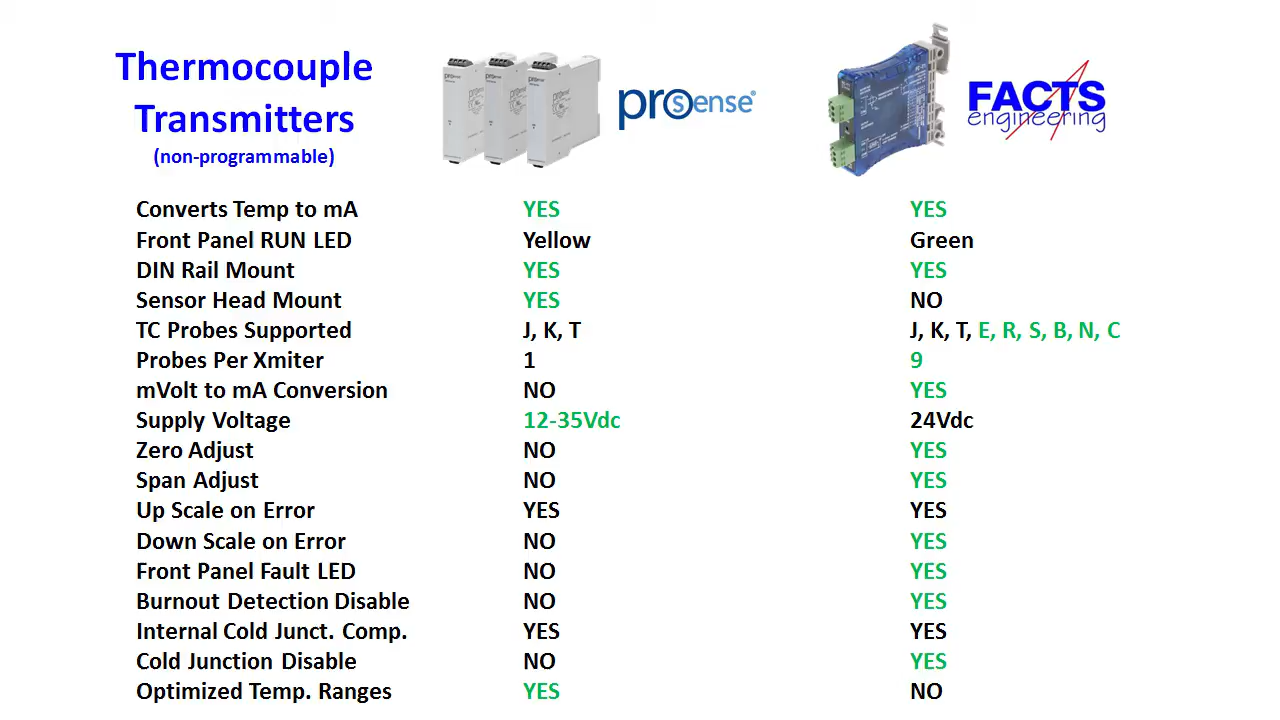 Thermocouple
Transmitters
(non-programmable)
prosense®
FACTS
engineering
Converts Temp to mA YES YES
Front Panel RUN LED Yellow Green
DIN Rail Mount YES YES
Sensor Head Mount YES NO
TC Probes Supported J, K, T J, K, T, E, R, S, B, N, C
Probes Per Xmiter 1 9
mVolt to mA Conversion NO YES
Supply Voltage 12-35Vdc 24Vdc
Zero Adjust NO YES
Span Adjust NO YES
Up Scale on Error YES YES
Down Scale on Error NO YES
Front Panel Fault LED NO YES
Burnout Detection Disable NO YES
Internal Cold Junct. Comp. YES YES
Cold Junction Disable NO YES
Optimized Temp. Ranges YES NO